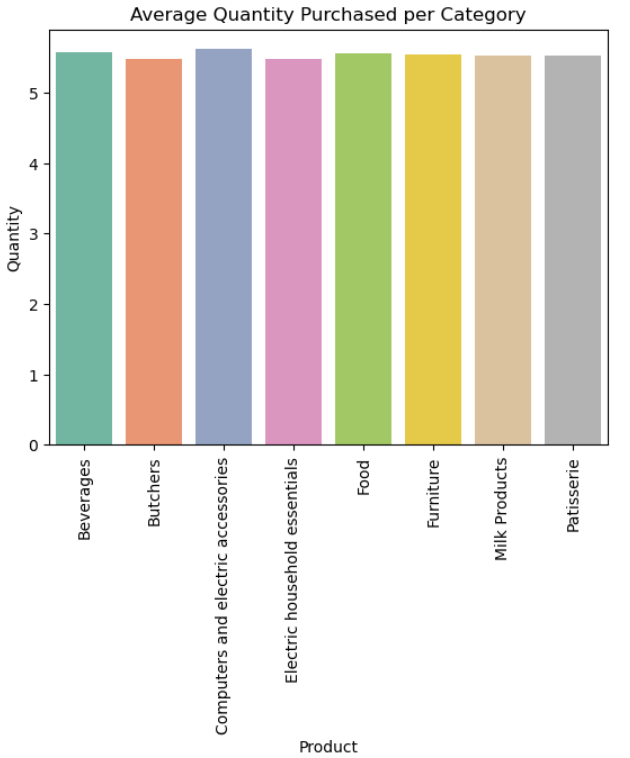 Average Quantity Purchased per Category
Quantity
5
4
3
2
1
0
Beverages
Butchers
Computers and electric accessories
Electric household essentials
Food
Furniture
Milk Products
Patisserie
Product